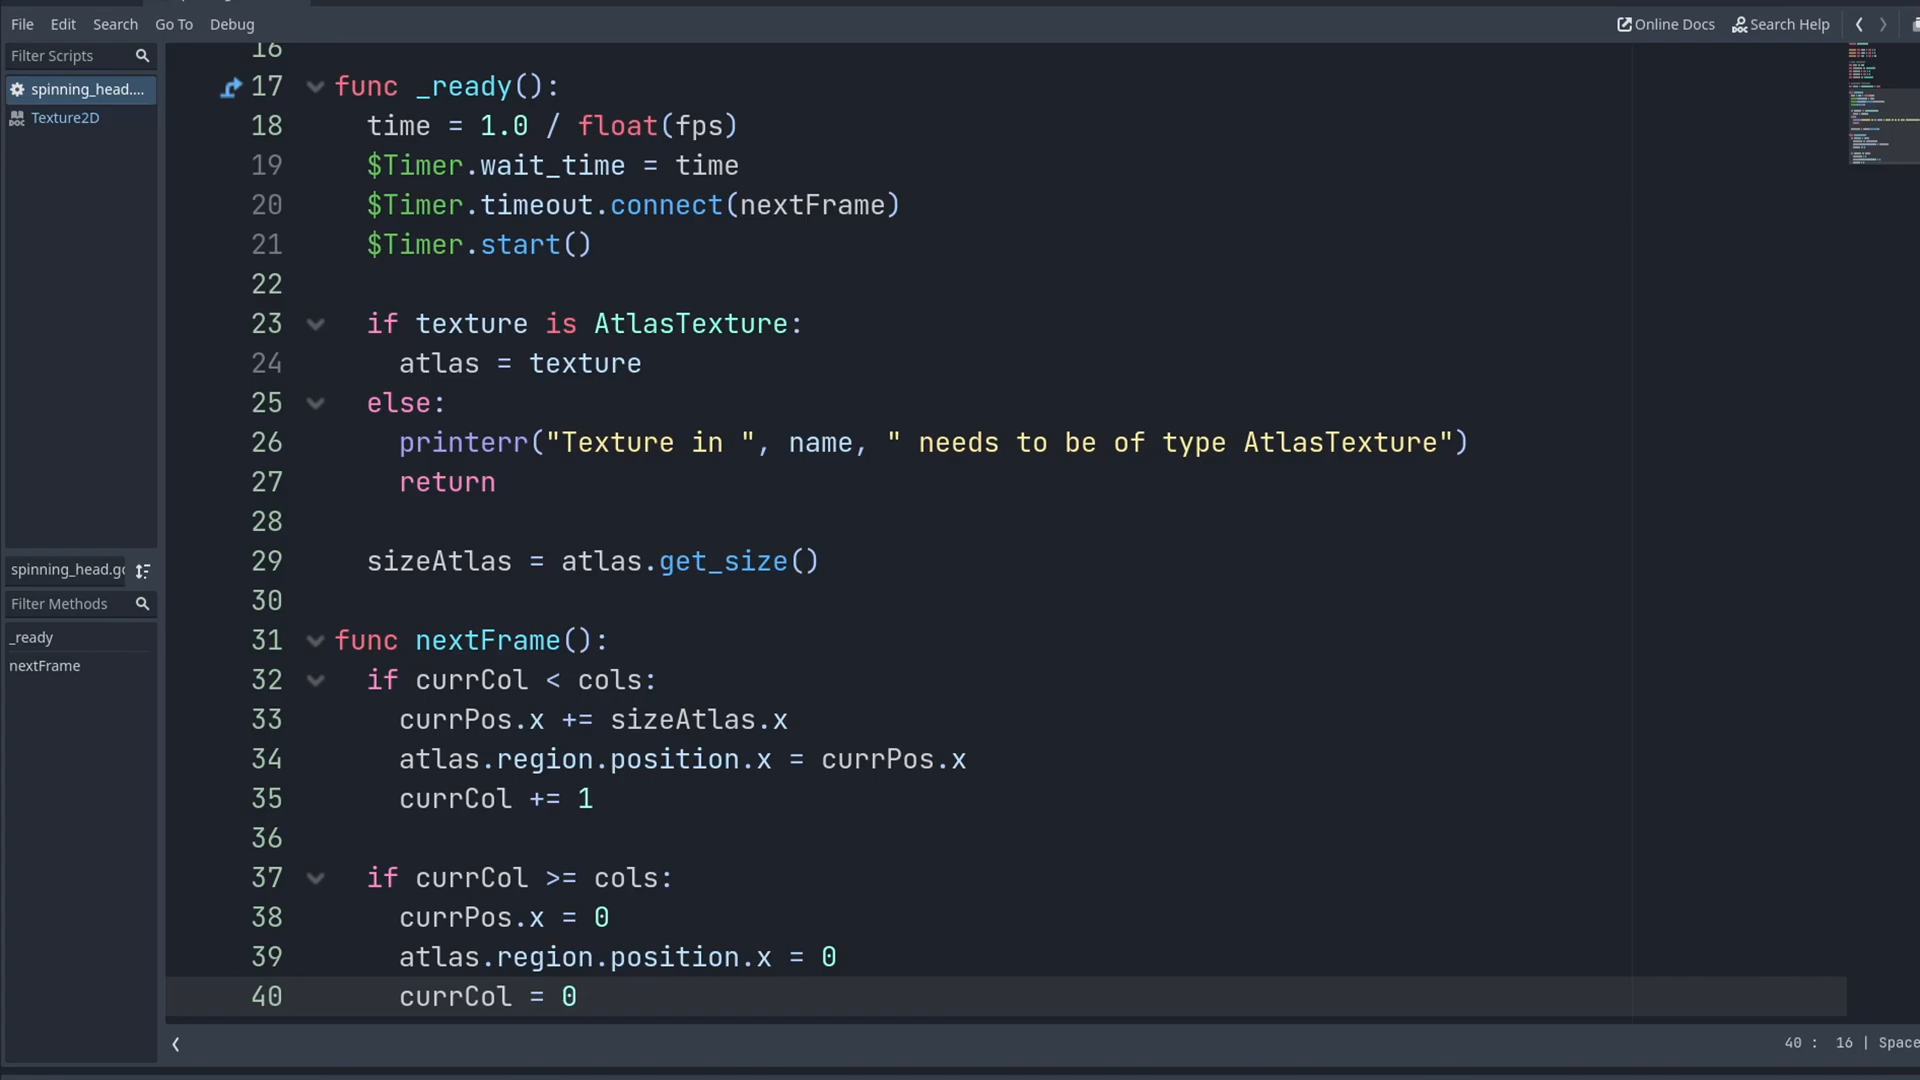 File Edit Search Go To Debug
Online Docs Search Help
Filter Scripts
spinning_head....
Texture2D
spinning_head.gd
Filter Methods
_ready
nextFrame
16
17 func _ready():
18 time = 1.0 / float(fps)
19 $Timer.wait_time = time
20 $Timer.timeout.connect(nextFrame)
21 $Timer.start()
22
23 if texture is AtlasTexture:
24 atlas = texture
25 else:
26 printerr("Texture in ", name, " needs to be of type AtlasTexture")
27 return
28
29 sizeAtlas = atlas.get_size()
30
31 func nextFrame():
32 if currCol < cols:
33 currPos.x += sizeAtlas.x
34 atlas.region.position.x = currPos.x
35 currCol += 1
36
37 if currCol >= cols:
38 currPos.x = 0
39 atlas.region.position.x = 0
40 currCol = 0
40 : 16 | Space